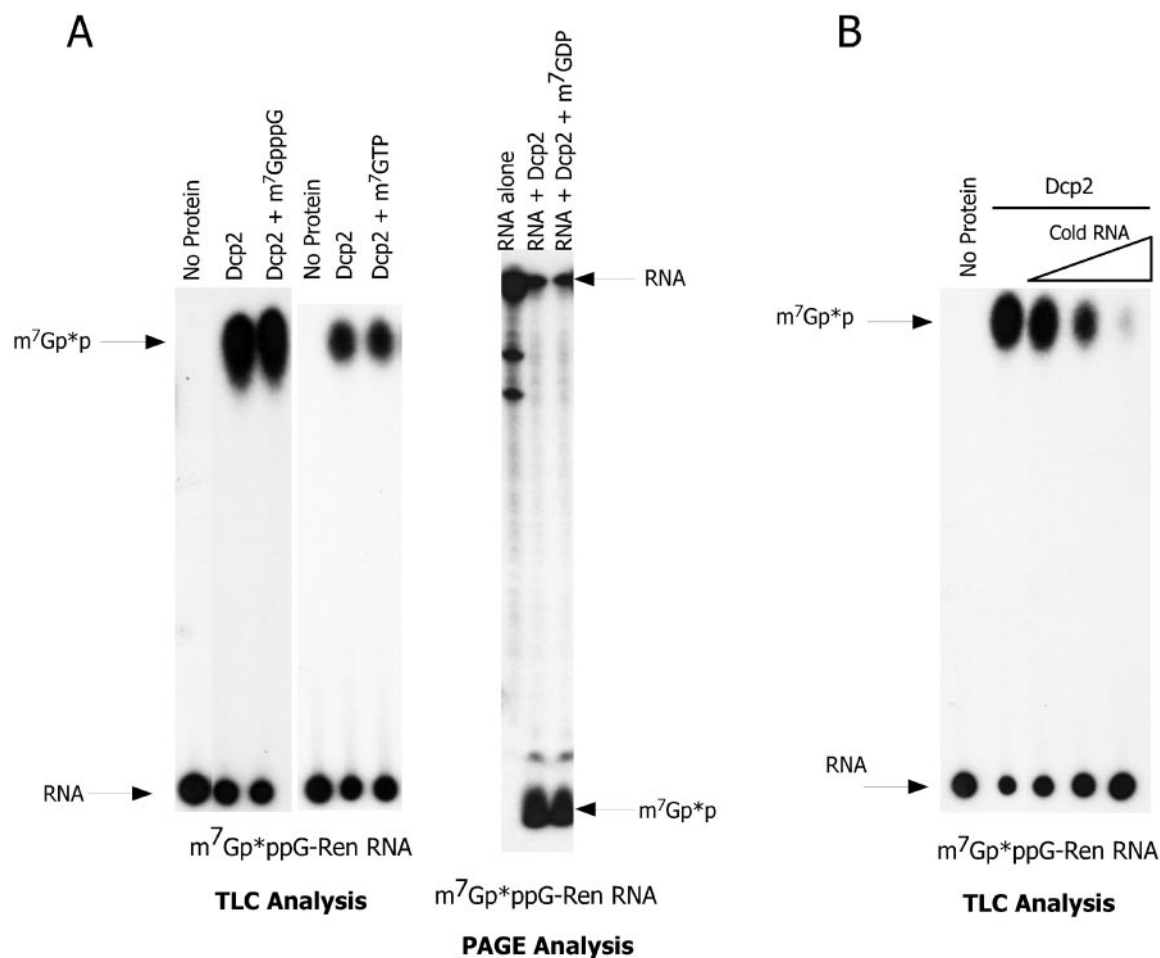 A
B
No Protein
Dcp2
Dcp2 + m⁷GpppG
No Protein
Dcp2
Dcp2 + m⁷GTP
RNA alone
RNA + Dcp2
RNA + Dcp2 + m⁷GDP
No Protein
Dcp2
Cold RNA
RNA
m⁷Gp*p
m⁷Gp*p
RNA
m⁷Gp*p
RNA
m⁷Gp*ppG-Ren RNA
TLC Analysis
m⁷Gp*ppG-Ren RNA
PAGE Analysis
m⁷Gp*ppG-Ren RNA
TLC Analysis